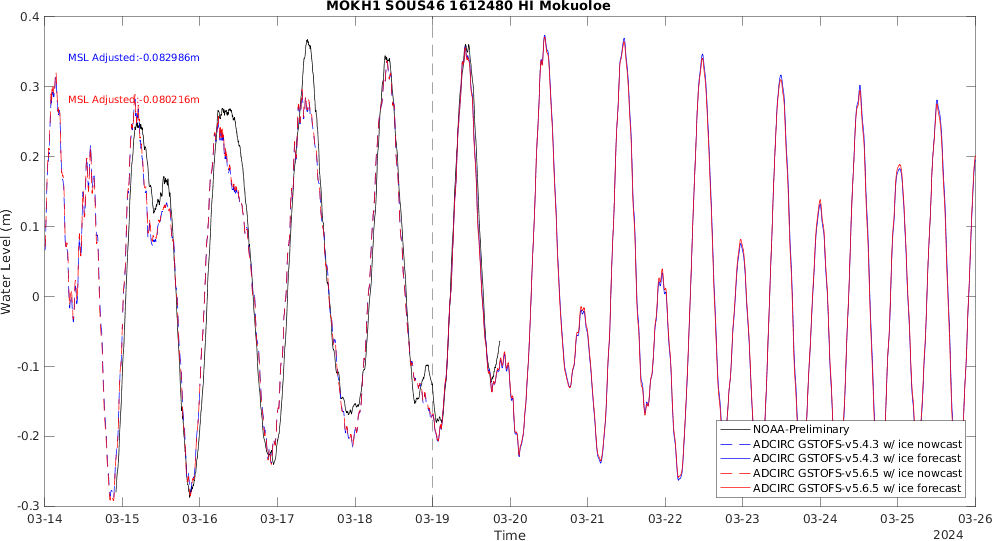 MOKH1 SOUS46 1612480 HI Mokuoloe
MSL Adjusted:-0.082986m
MSL Adjusted:-0.080216m
Water Level (m)
0.4
0.3
0.2
0.1
0
-0.1
-0.2
-0.3
NOAA-Preliminary
ADCIRC GSTOFS-v5.4.3 w/ ice nowcast
ADCIRC GSTOFS-v5.4.3 w/ ice forecast
ADCIRC GSTOFS-v5.6.5 w/ ice nowcast
ADCIRC GSTOFS-v5.6.5 w/ ice forecast
03-14 03-15 03-16 03-17 03-18 03-19 03-20 03-21 03-22 03-23 03-24 03-25 03-26
Time
2024